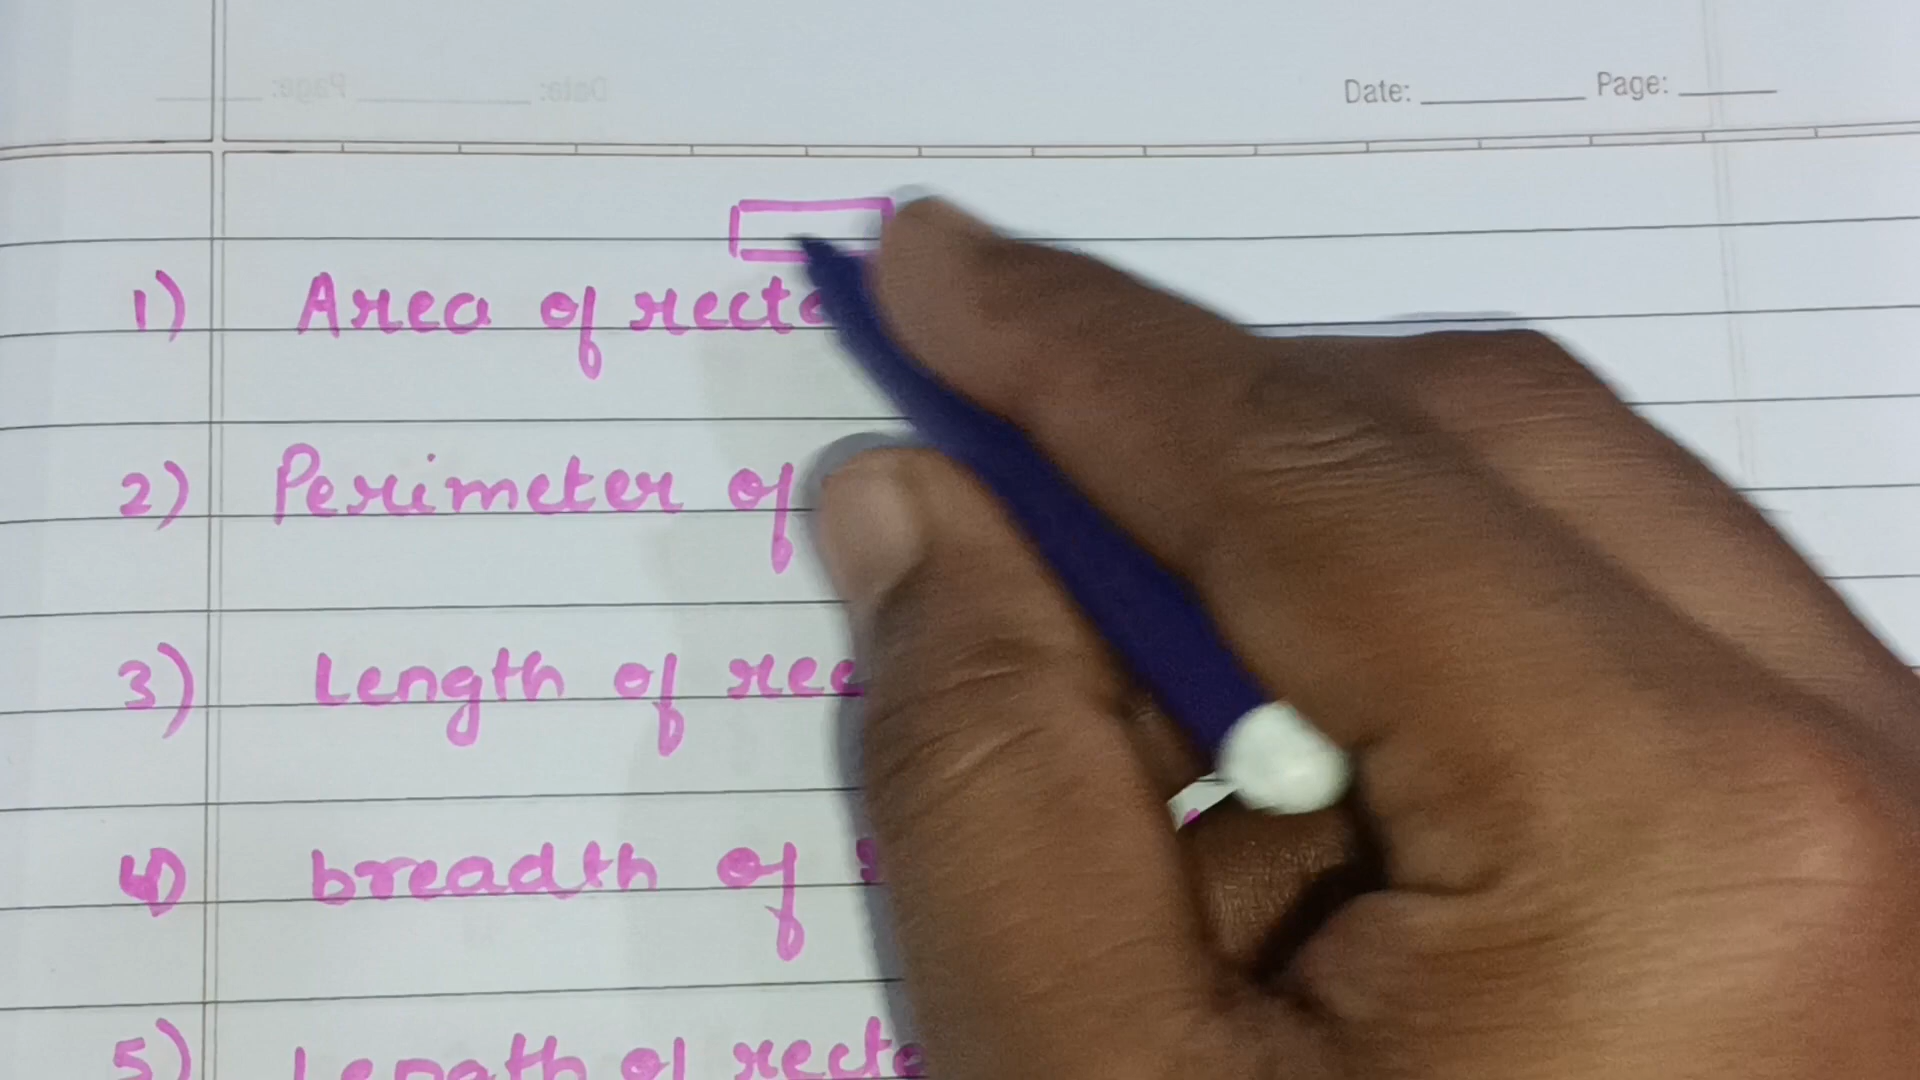 Date: Page:
1) Area of recta
2) Perimeter of
3) Length of rec
4) breadth of
5) Length of recta